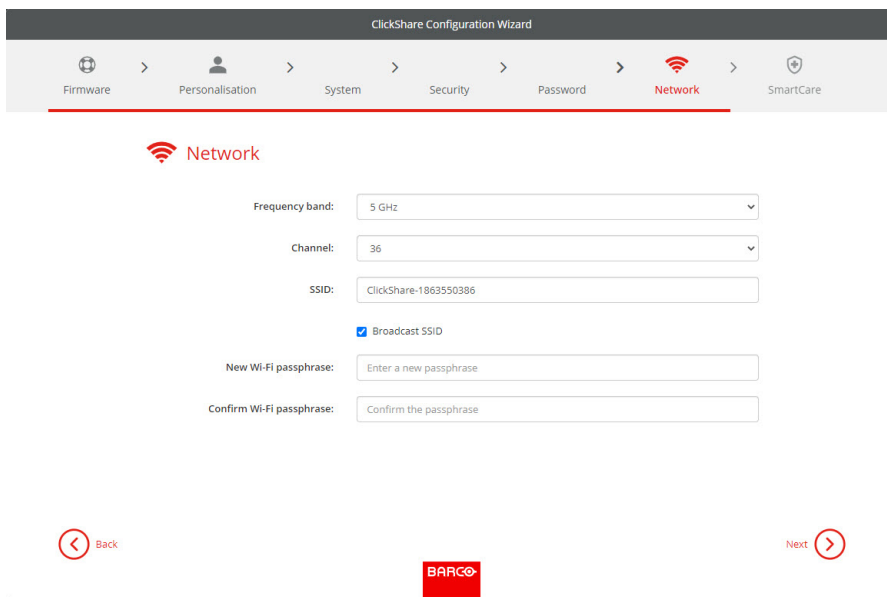 ClickShare Configuration Wizard
Firmware Personalisation System Security Password Network SmartCare
Network
Frequency band: 5 GHz
Channel: 36
SSID: ClickShare-1863550386
Broadcast SSID
New Wi-Fi passphrase: Enter a new passphrase
Confirm Wi-Fi passphrase: Confirm the passphrase
Back Next
BARCO